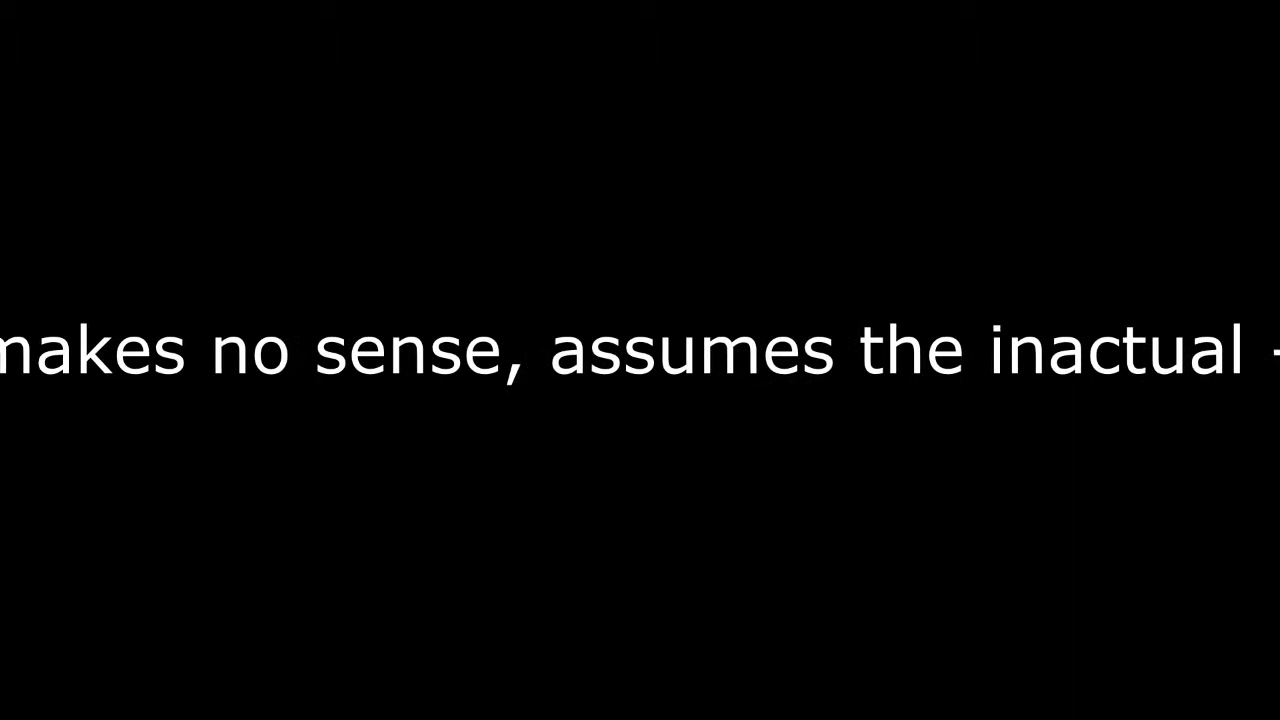 makes no sense, assumes the inactual -